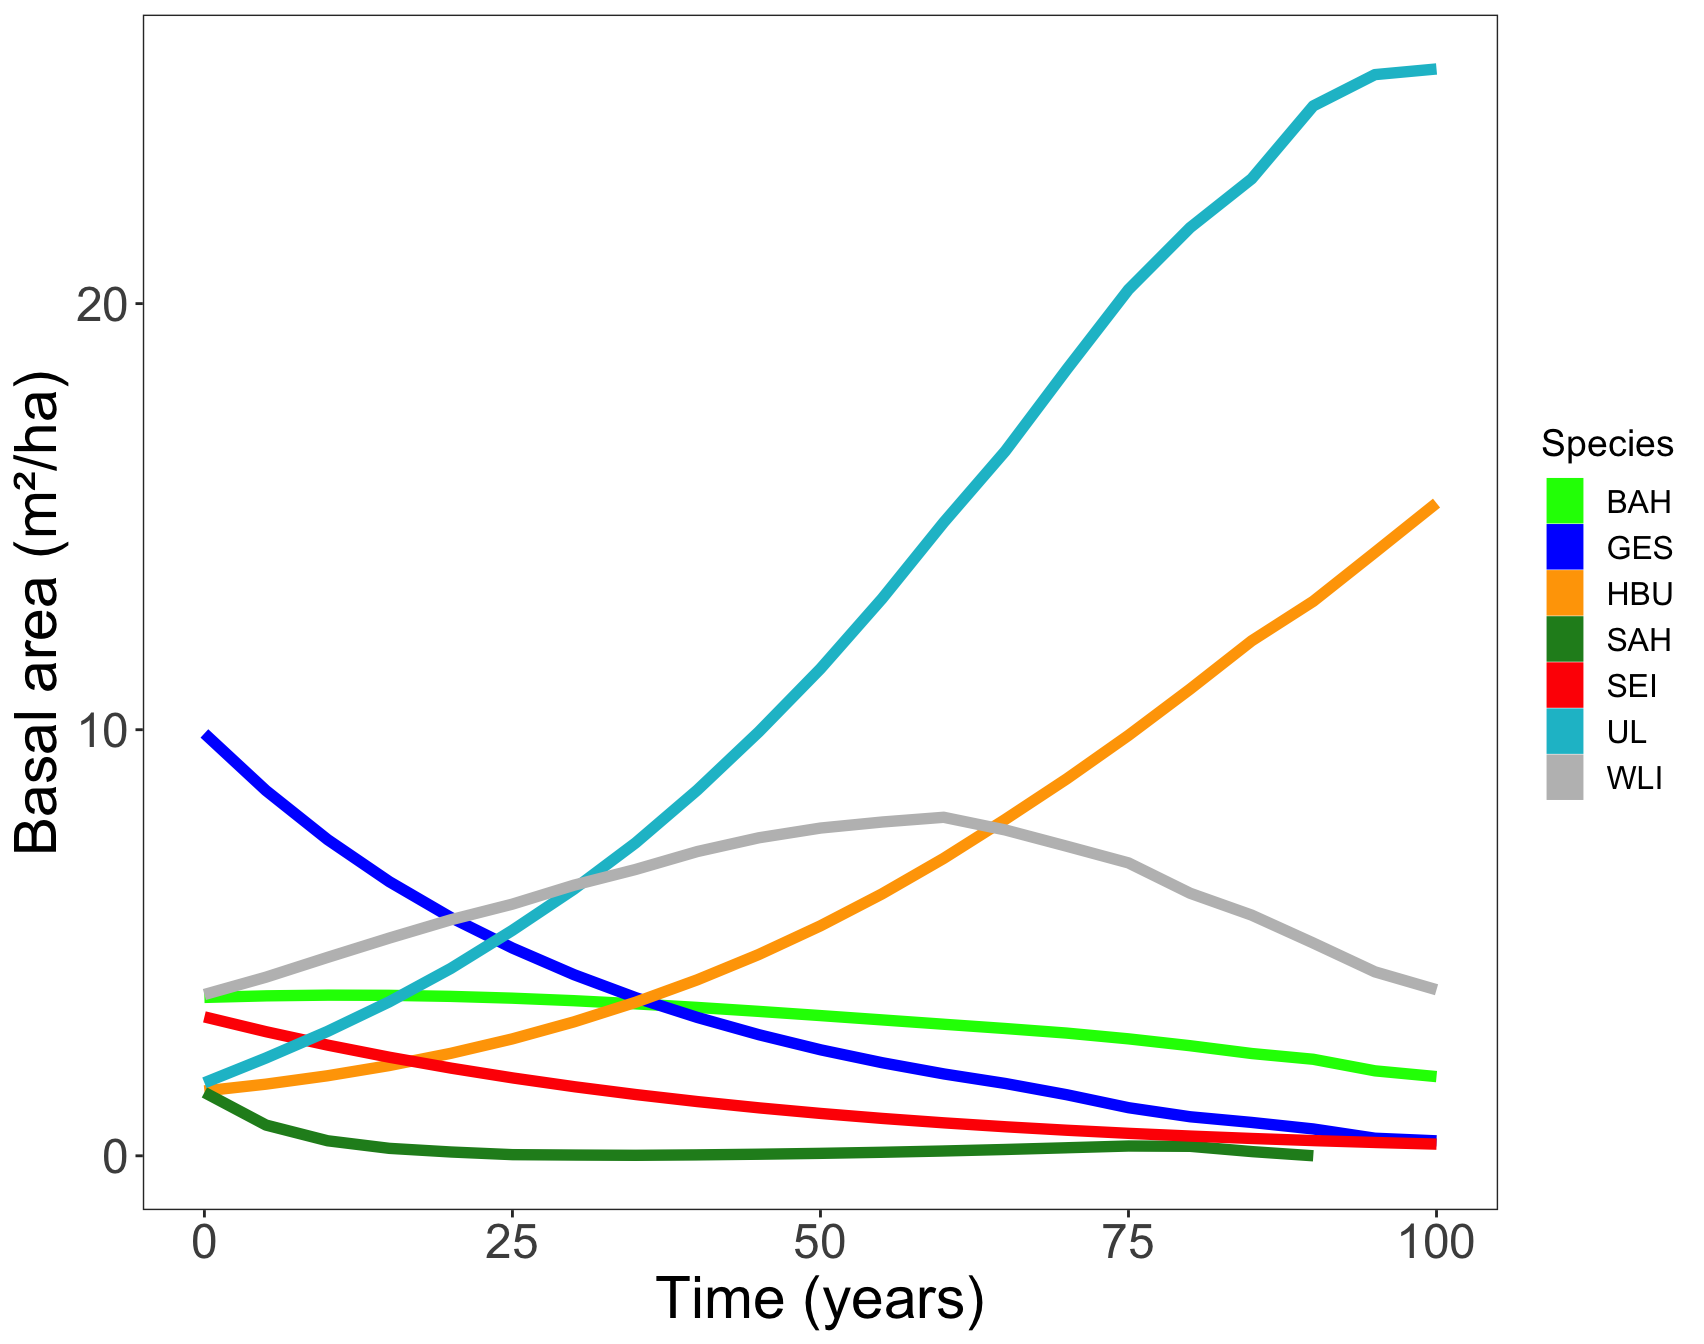 Basal area (m²/ha)
20
10
0
0 25 50 75 100
Time (years)
Species
BAH
GES
HBU
SAH
SEI
UL
WLI